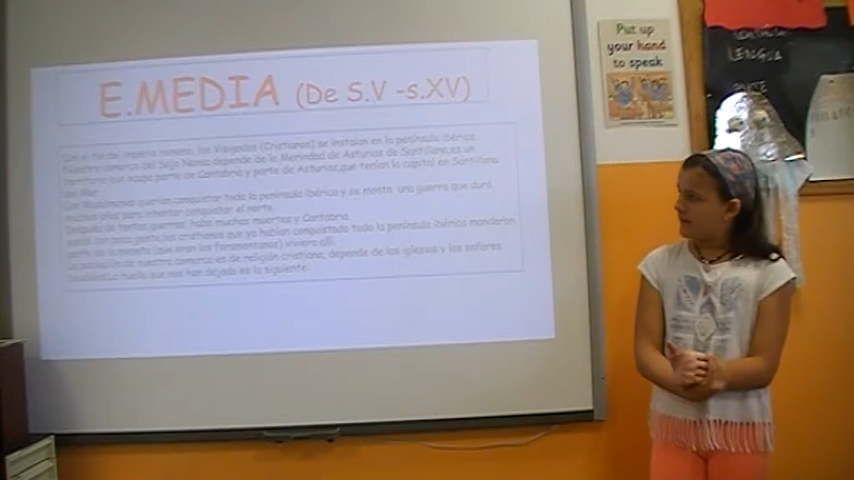 E.MEDIA (De S.V -s.XV)
Con el fin del imperio romano, los Visigodos (Cristianos) se instalan en la península ibérica.
Nuestra comarca del Saja Nansa depende de la Merindad de Asturias de Santillana,es un
territorio que ocupa parte de Cantabria y parte de Asturias,que tenían la capital en Santillana
del Mar.
Los Musulmanes querían conquistar toda la península ibérica y se montó una guerra que duró
muchos años para intentar conquistar el norte.
Después de tantas guerras, hubo muchas muertes y Cantabria
quedó con poca gente,los cristianos que ya habían conquistado toda la península ibérica mandaron
gente de la meseta (que eran los foramontanos) viviera allí.
La población de nuestra comarca es de religión cristiana, depende de las iglesias y los señores
feudales.La huella que nos han dejado es la siguiente:
Put up
your hand
to speak
LENGUA